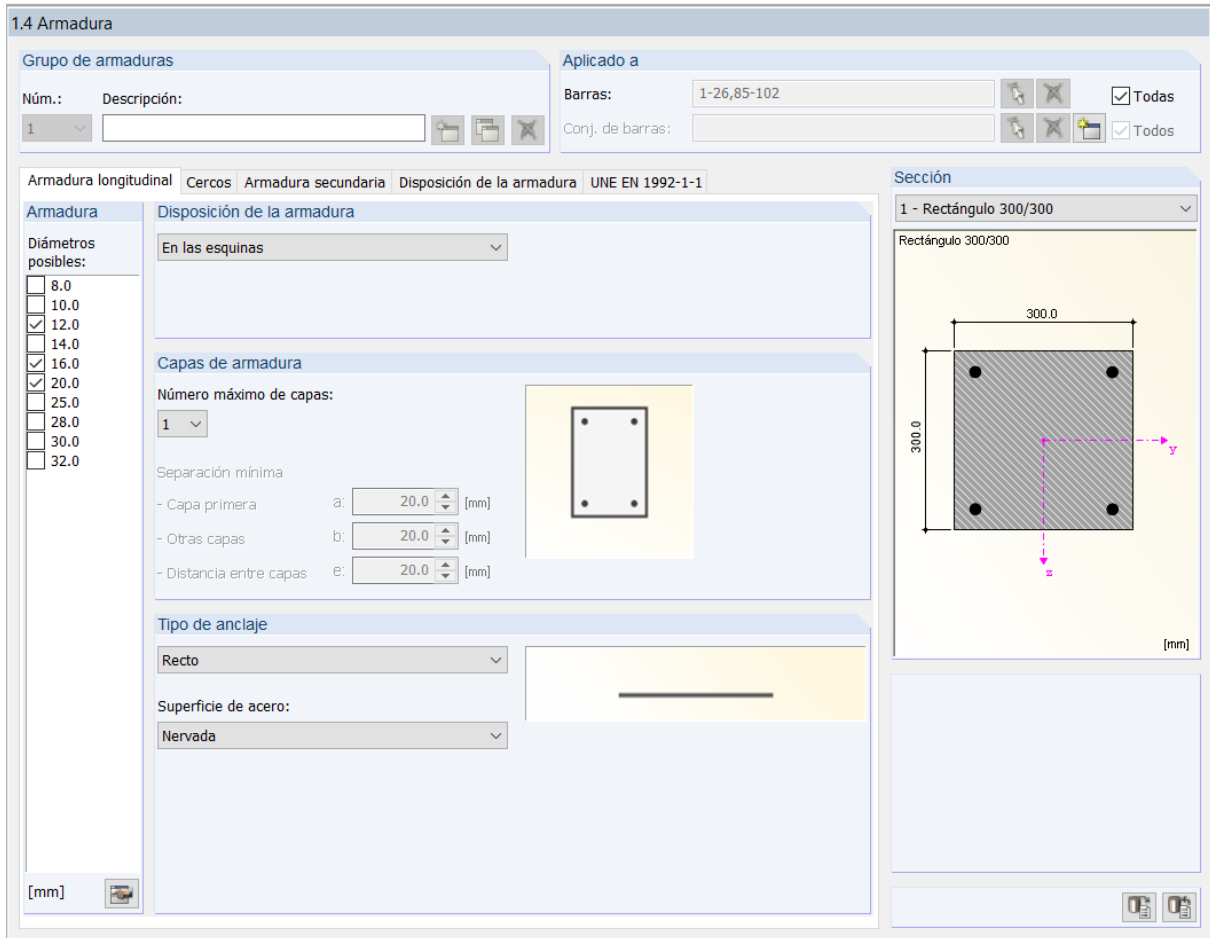 1.4 Armadura
Grupo de armaduras
Núm.: Descripción:
1
Aplicado a
Barras: 1-26,85-102 Todas
Conj. de barras: Todos
Armadura longitudinal Cercos Armadura secundaria Disposición de la armadura UNE EN 1992-1-1
Armadura
Diámetros
posibles:
8.0
10.0
12.0
14.0
16.0
20.0
25.0
28.0
30.0
32.0
[mm]
Disposición de la armadura
En las esquinas
Capas de armadura
Número máximo de capas:
1
Separación mínima
- Capa primera a: 20.0 [mm]
- Otras capas b: 20.0 [mm]
- Distancia entre capas e: 20.0 [mm]
Tipo de anclaje
Recto
Superficie de acero:
Nervada
Sección
1 - Rectángulo 300/300
Rectángulo 300/300
300.0
300.0
y
z
[mm]